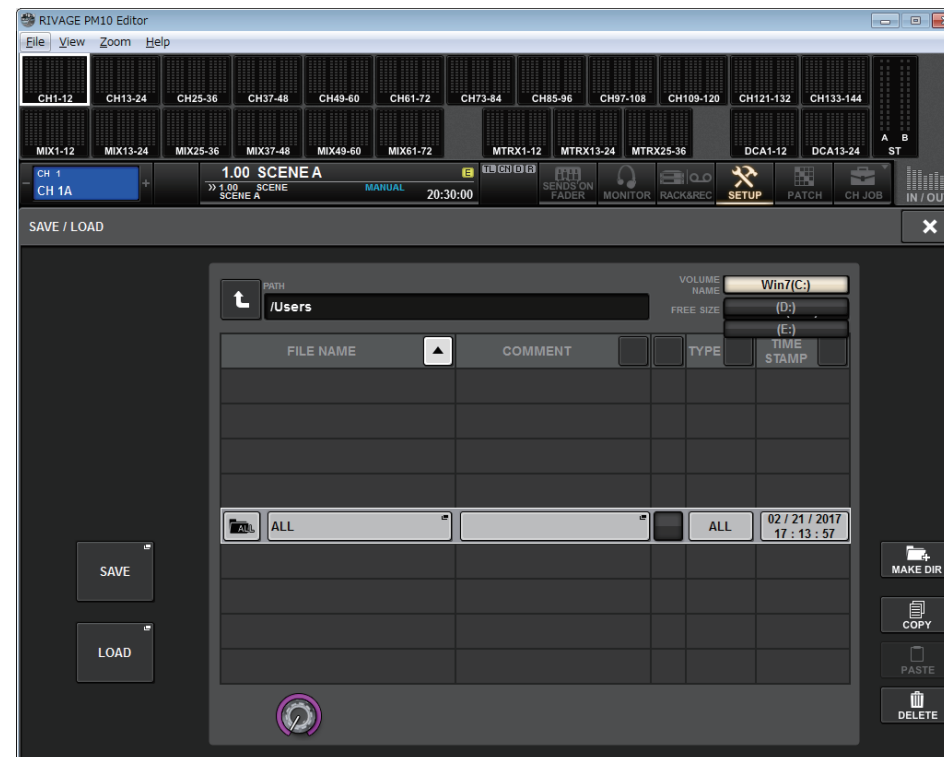 RIVAGE PM10 Editor
File View Zoom Help
CH1-12 CH13-24 CH25-36 CH37-48 CH49-60 CH61-72 CH73-84 CH85-96 CH97-108 CH109-120 CH121-132 CH133-144
A B
MIX1-12 MIX13-24 MIX25-36 MIX37-48 MIX49-60 MIX61-72 MTRX1-12 MTRX13-24 MTRX25-36 DCA1-12 DCA13-24 ST
CH 1
CH 1A
1.00 SCENE A E
1.00 SCENE MANUAL
SCENE A 20:30:00
TL CN D R
SENDS ON
FADER MONITOR RACK&REC SETUP PATCH CH JOB IN / OU
SAVE / LOAD
PATH
/Users
VOLUME
NAME
Win7(C:)
FREE SIZE
(D:)
(E:)
FILE NAME COMMENT TYPE TIME
STAMP
ALL ALL ALL 02 / 21 / 2017
17 : 13 : 57
SAVE
LOAD
MAKE DIR
COPY
PASTE
DELETE